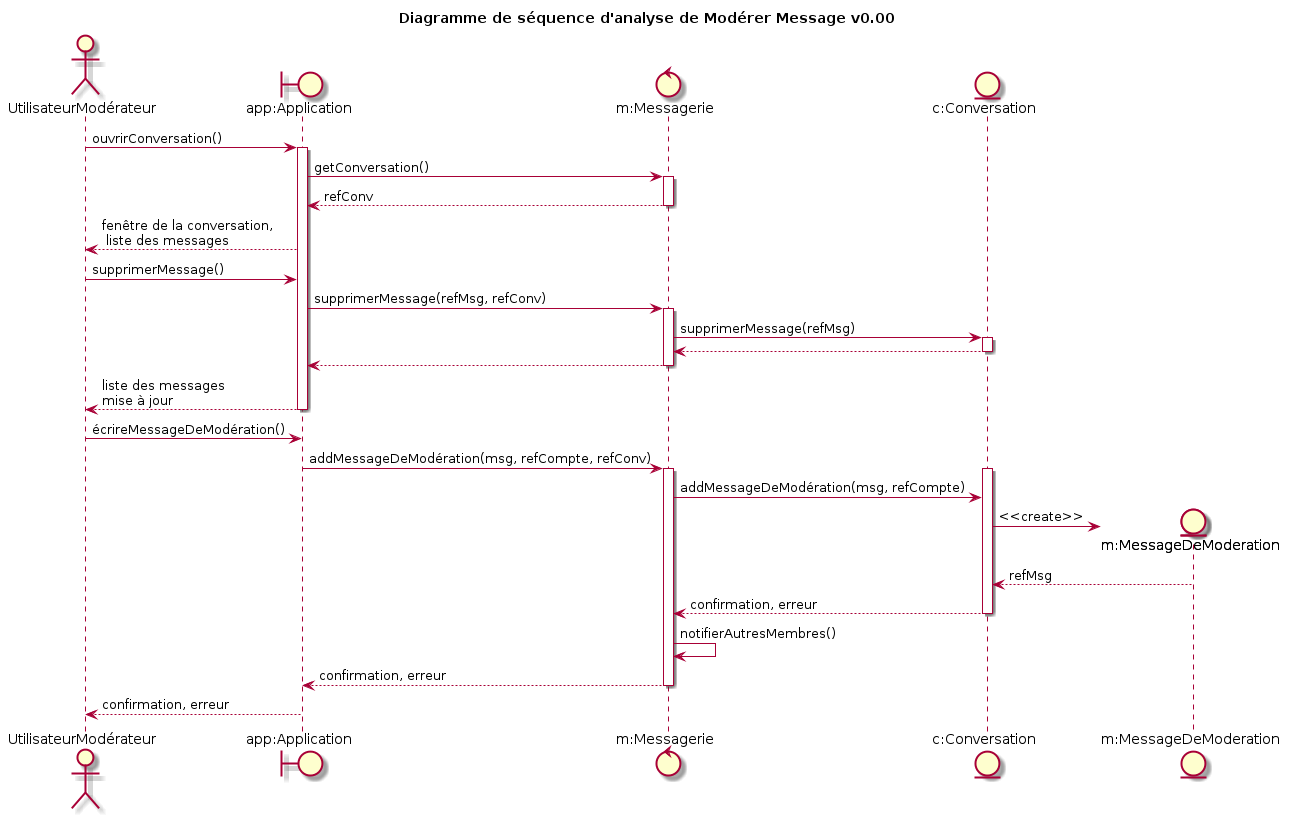 Diagramme de séquence d'analyse de Modérer Message v0.00
UtilisateurModérateur
app:Application
m:Messagerie
c:Conversation
ouvrirConversation()
getConversation()
refConv
fenêtre de la conversation,
liste des messages
supprimerMessage()
supprimerMessage(refMsg, refConv)
supprimerMessage(refMsg)
liste des messages
mise à jour
écrireMessageDeModération()
addMessageDeModération(msg, refCompte, refConv)
addMessageDeModération(msg, refCompte)
<<create>>
m:MessageDeModeration
refMsg
confirmation, erreur
notifierAutresMembres()
confirmation, erreur
confirmation, erreur
UtilisateurModérateur
app:Application
m:Messagerie
c:Conversation
m:MessageDeModeration